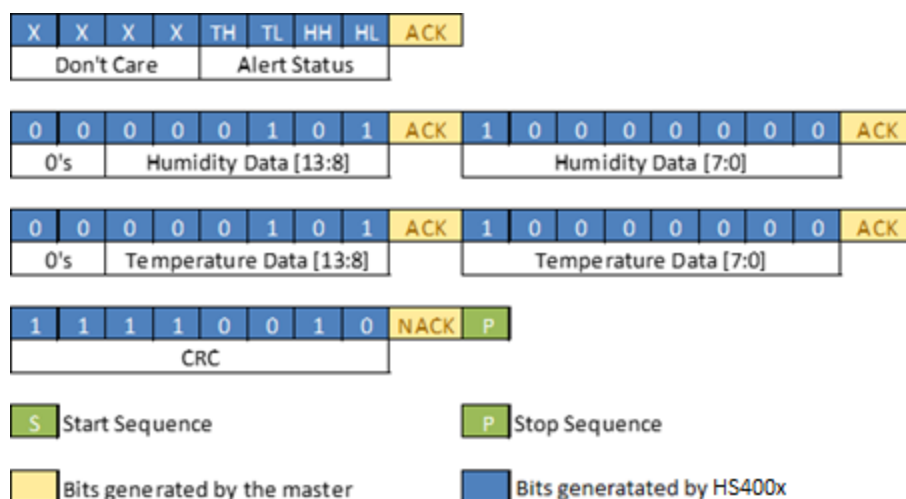 X X X X TH TL HH HL ACK
Don't Care Alert Status
0 0 0 0 0 1 0 1 ACK 1 0 0 0 0 0 0 0 ACK
0's Humidity Data [13:8] Humidity Data [7:0]
0 0 0 0 0 1 0 1 ACK 1 0 0 0 0 0 0 0 ACK
0's Temperature Data [13:8] Temperature Data [7:0]
1 1 1 1 0 0 1 0 NACK P
CRC
S Start Sequence P Stop Sequence
Bits generated by the master Bits generatated by HS400x